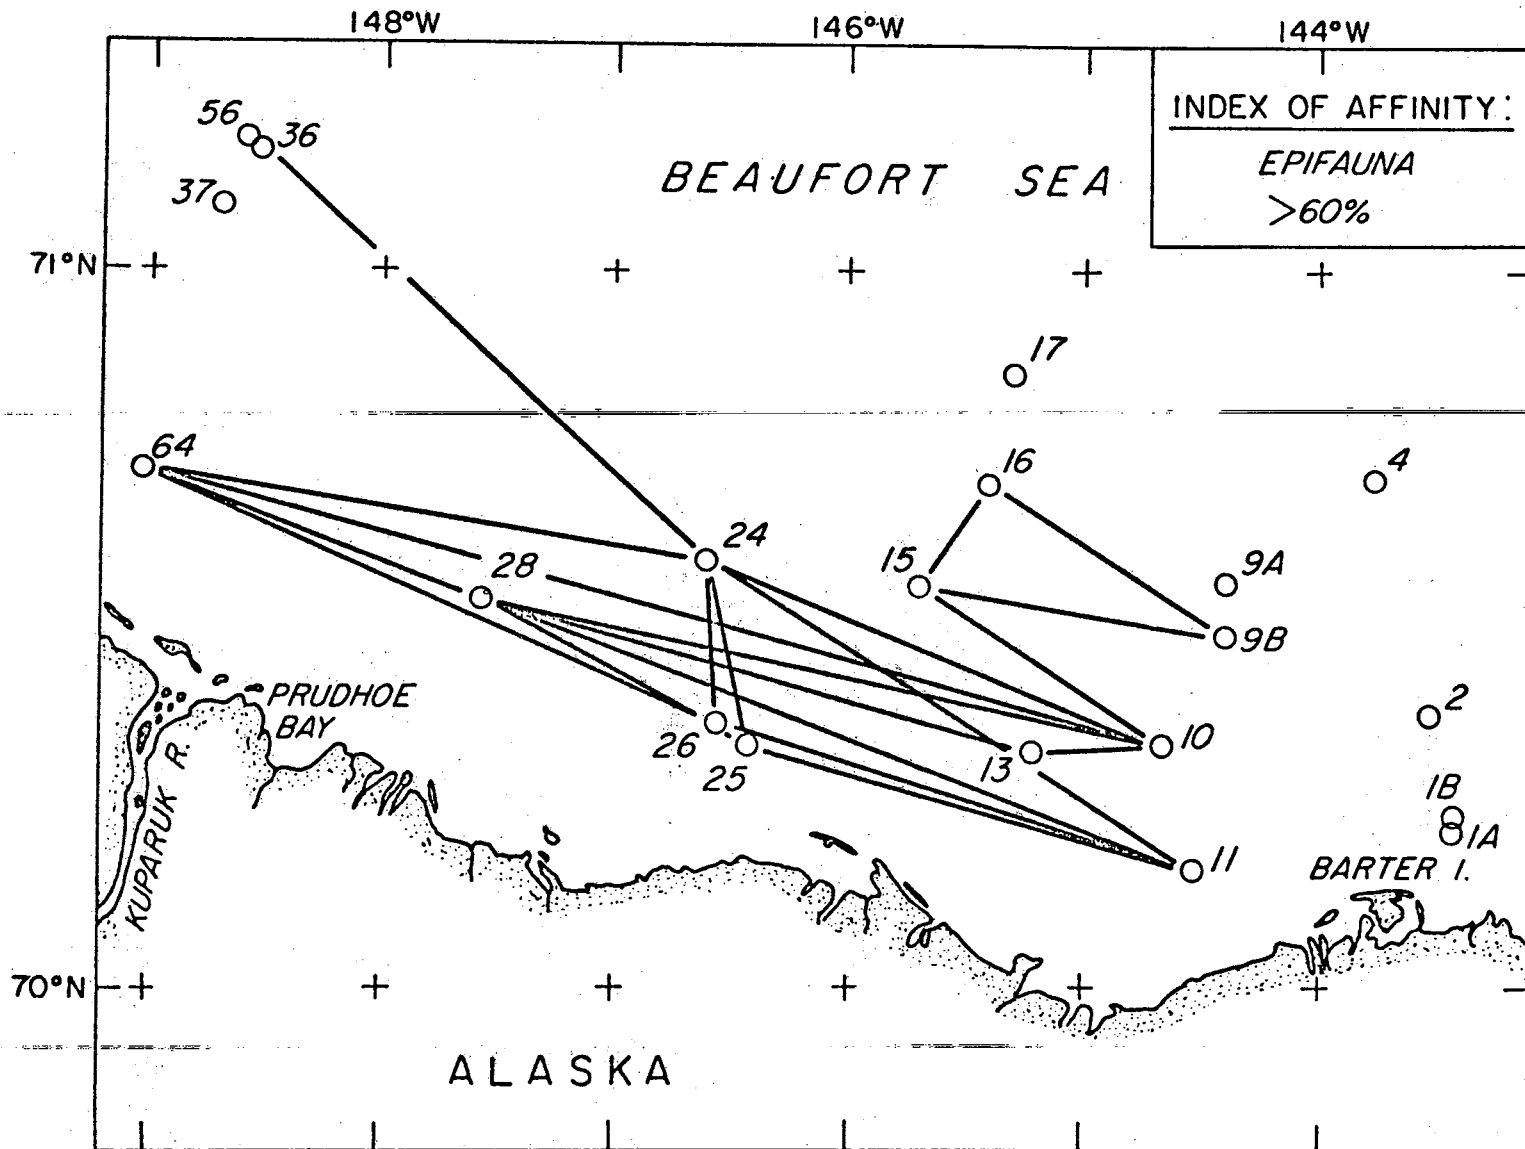 148°W 146°W 144°W
INDEX OF AFFINITY:
EPIFAUNA
>60%
56
36
37
BEAUFORT SEA
71°N
17
64
16
4
24
28
15
9A
9B
PRUDHOE
BAY
2
26
25
13
10
KUPARUK R.
1B
1A
11
BARTER I.
70°N
ALASKA